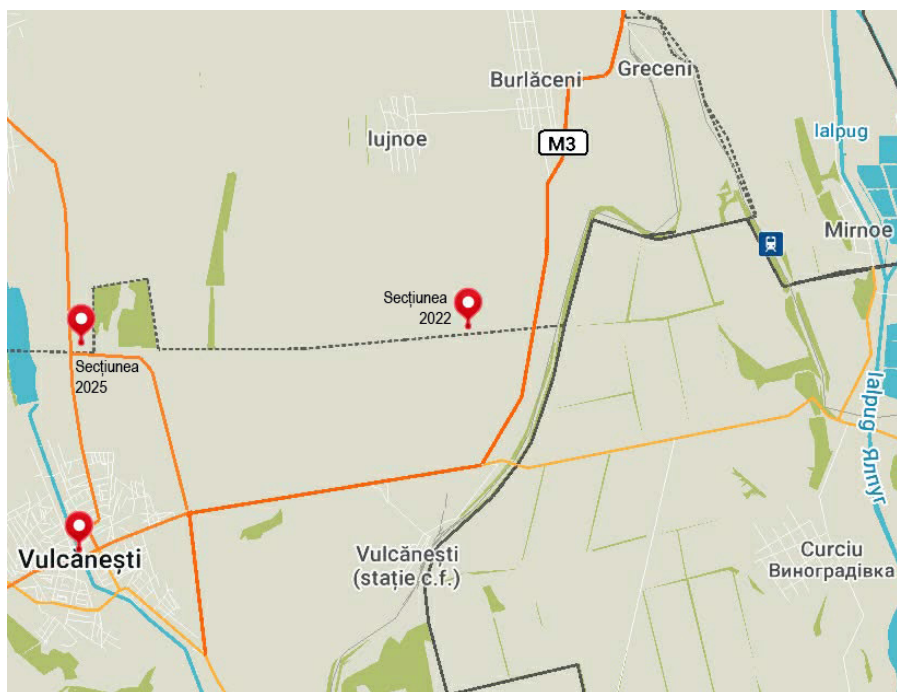 Greceni
Burlăceni
Iujnoe
M3
Ialpug
Mirnoe
Secțiunea
2022
Secțiunea
2025
Ialpug - Ялпуг
Vulcănești
Vulcănești
(stație c.f.)
Curciu
Виноградівка